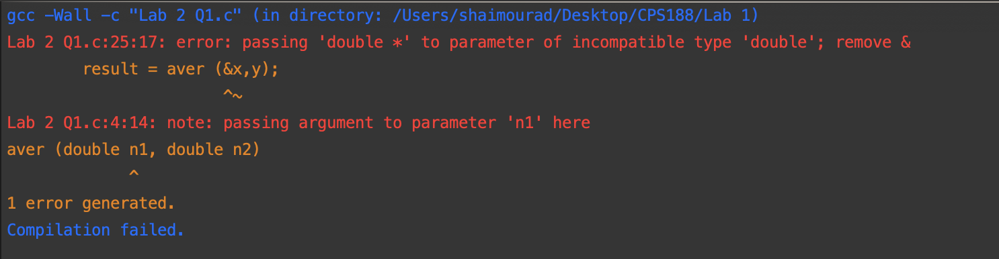 gcc -Wall -c "Lab 2 Q1.c" (in directory: /Users/shaimourad/Desktop/CPS188/Lab 1)
Lab 2 Q1.c:25:17: error: passing 'double *' to parameter of incompatible type 'double'; remove &
        result = aver (&x,y);
                       ^~
Lab 2 Q1.c:4:14: note: passing argument to parameter 'n1' here
aver (double n1, double n2)
             ^
1 error generated.
Compilation failed.